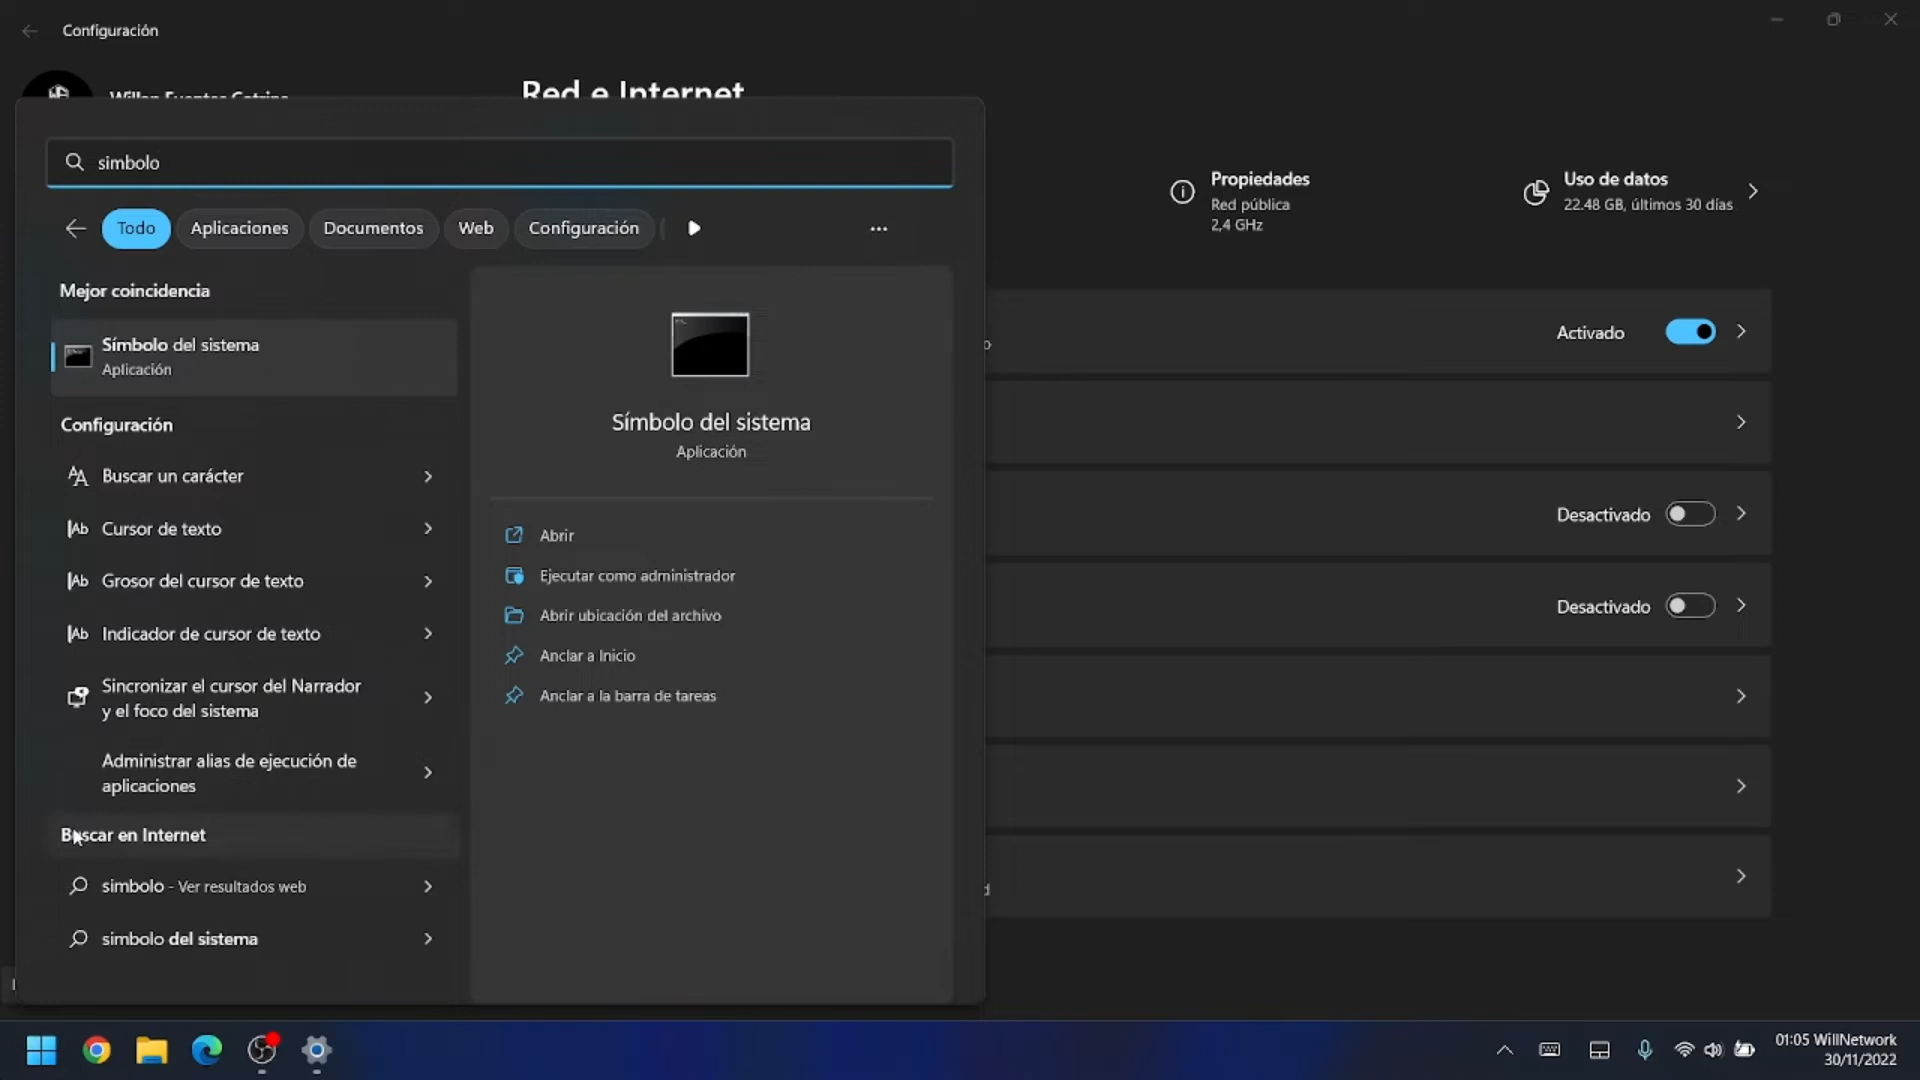 Configuración
Willan Fuentes Catrina
Red e Internet
simbolo
Todo
Aplicaciones
Documentos
Web
Configuración
Mejor coincidencia
Símbolo del sistema
Aplicación
Configuración
Buscar un carácter
Cursor de texto
Grosor del cursor de texto
Indicador de cursor de texto
Sincronizar el cursor del Narrador
y el foco del sistema
Administrar alias de ejecución de
aplicaciones
Buscar en Internet
simbolo - Ver resultados web
simbolo del sistema
Símbolo del sistema
Aplicación
Abrir
Ejecutar como administrador
Abrir ubicación del archivo
Anclar a Inicio
Anclar a la barra de tareas
Propiedades
Red pública
2,4 GHz
Uso de datos
22.48 GB, últimos 30 días
Activado
Desactivado
Desactivado
01:05 WillNetwork
30/11/2022